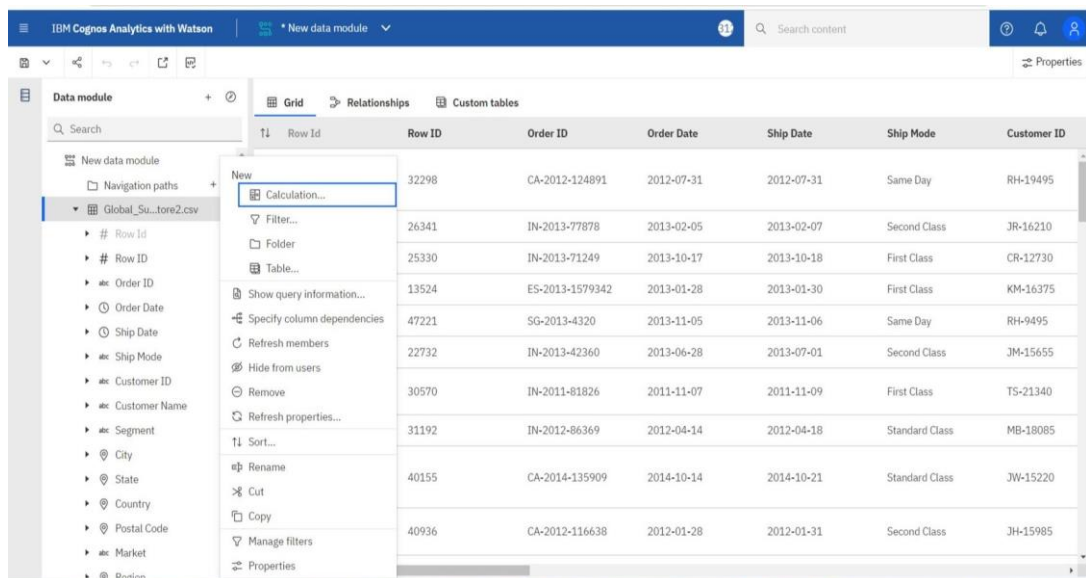 IBM Cognos Analytics with Watson
* New data module
Search content
Properties
Data module
Grid
Relationships
Custom tables
Search
New data module
Navigation paths
Global_Su...tore2.csv
# Row Id
# Row ID
abc Order ID
Order Date
Ship Date
abc Ship Mode
abc Customer ID
abc Customer Name
abc Segment
City
State
Country
Postal Code
abc Market
Region
New
Calculation...
Filter...
Folder
Table...
Show query information...
Specify column dependencies
Refresh members
Hide from users
Remove
Refresh properties...
Sort...
Rename
Cut
Copy
Manage filters
Properties
Row Id Row ID Order ID Order Date Ship Date Ship Mode Customer ID
32298 CA-2012-124891 2012-07-31 2012-07-31 Same Day RH-19495
26341 IN-2013-77878 2013-02-05 2013-02-07 Second Class JR-16210
25330 IN-2013-71249 2013-10-17 2013-10-18 First Class CR-12730
13524 ES-2013-1579342 2013-01-28 2013-01-30 First Class KM-16375
47221 SG-2013-4320 2013-11-05 2013-11-06 Same Day RH-9495
22732 IN-2013-42360 2013-06-28 2013-07-01 Second Class JM-15655
30570 IN-2011-81826 2011-11-07 2011-11-09 First Class TS-21340
31192 IN-2012-86369 2012-04-14 2012-04-18 Standard Class MB-18085
40155 CA-2014-135909 2014-10-14 2014-10-21 Standard Class JW-15220
40936 CA-2012-116638 2012-01-28 2012-01-31 Second Class JH-15985